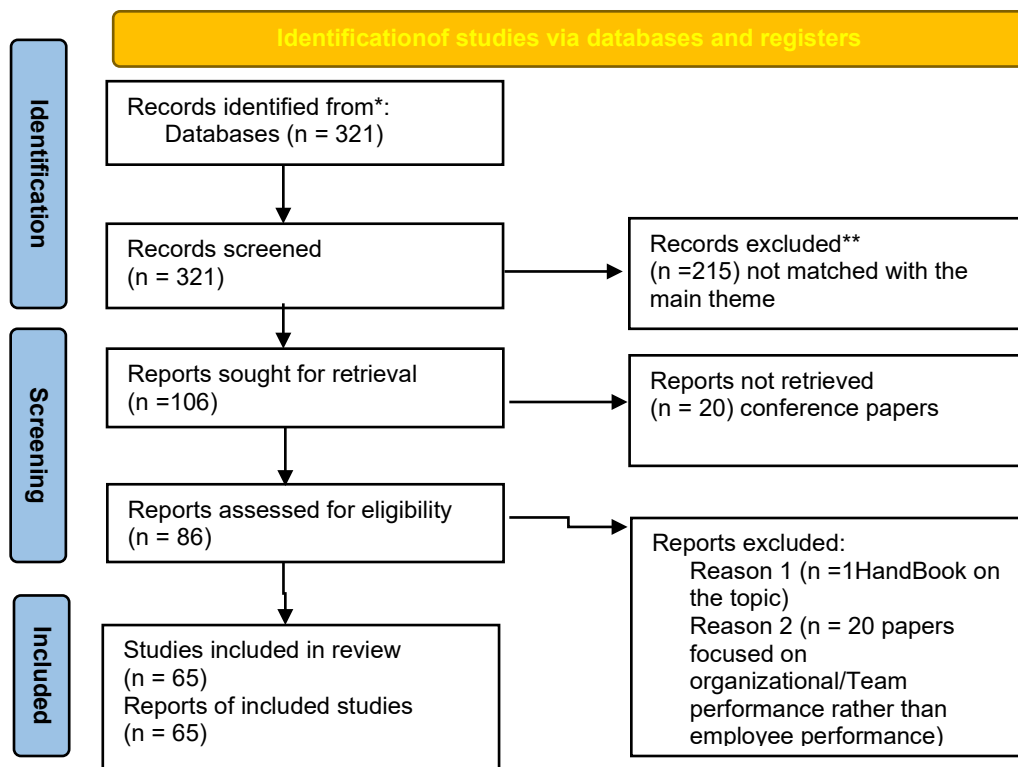 Identificationof studies via databases and registers
Identification
Records identified from*:
Databases (n = 321)
Records screened
(n = 321)
Records excluded**
(n =215) not matched with the
main theme
Screening
Reports sought for retrieval
(n =106)
Reports not retrieved
(n = 20) conference papers
Reports assessed for eligibility
(n = 86)
Reports excluded:
Reason 1 (n =1HandBook on
the topic)
Reason 2 (n = 20 papers
focused on
organizational/Team
performance rather than
employee performance)
Included
Studies included in review
(n = 65)
Reports of included studies
(n = 65)